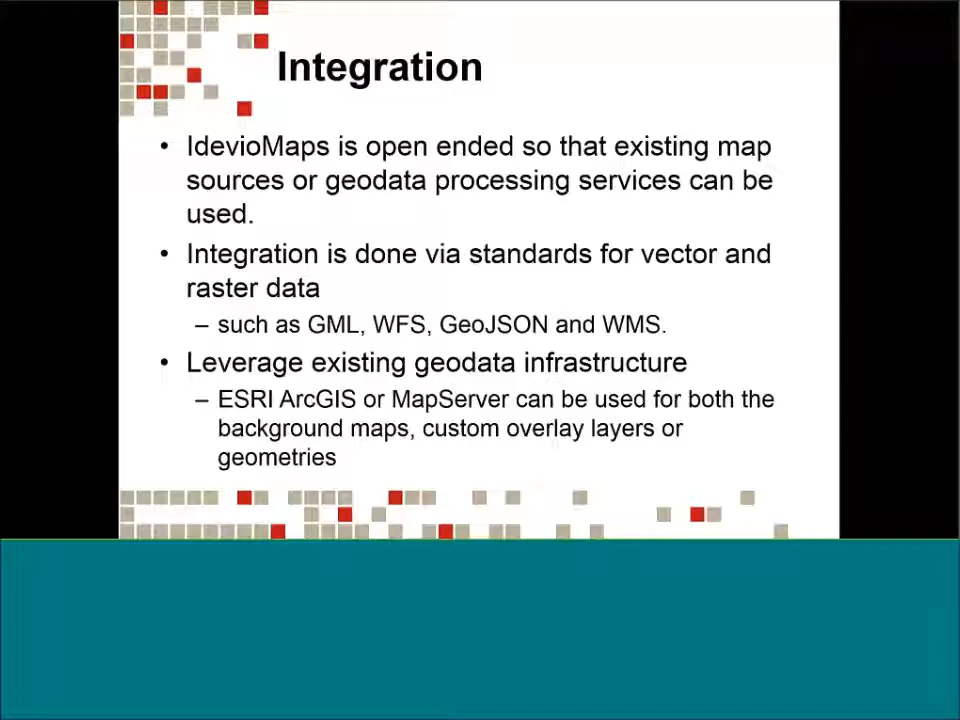 Integration
• IdevioMaps is open ended so that existing map
sources or geodata processing services can be
used.
• Integration is done via standards for vector and
raster data
– such as GML, WFS, GeoJSON and WMS.
• Leverage existing geodata infrastructure
– ESRI ArcGIS or MapServer can be used for both the
background maps, custom overlay layers or
geometries